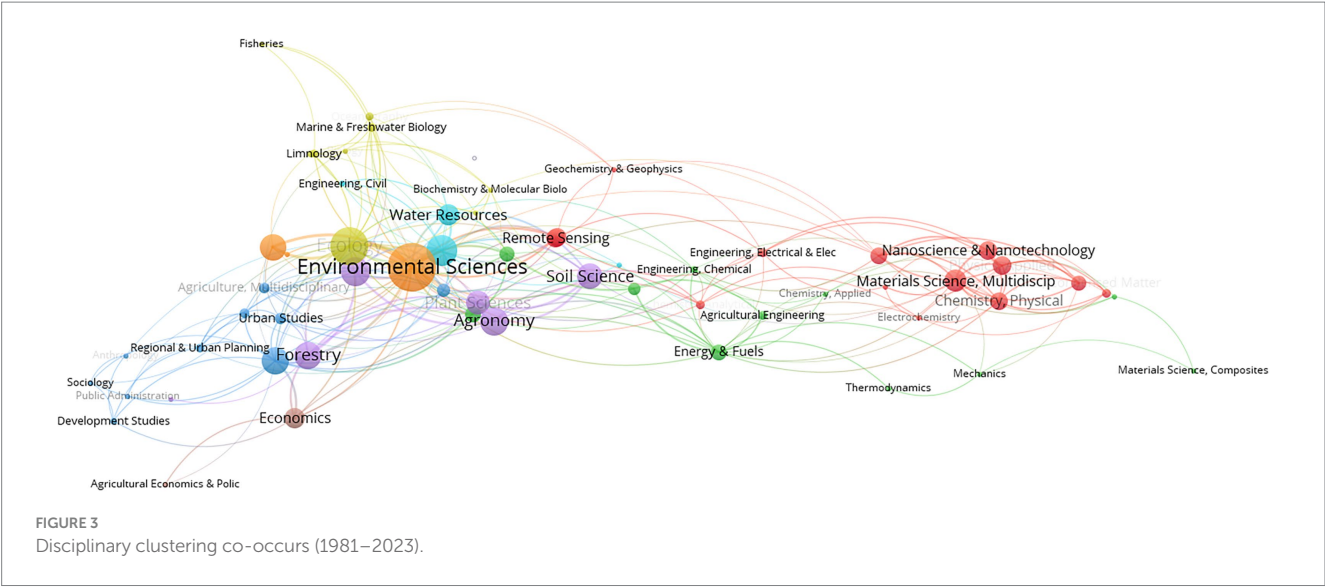 Fisheries
Marine & Freshwater Biology
Limnology
Geochemistry & Geophysics
Engineering, Civil
Biochemistry & Molecular Biolo
Water Resources
Remote Sensing
Ecology
Nanoscience & Nanotechnology
Engineering, Electrical & Elec
Environmental Sciences
Engineering, Chemical
Soil Science
Materials Science, Multidiscip
Agriculture, Multidisciplinary
Chemistry, Applied
Plant Sciences
Chemistry, Physical
Urban Studies
Agronomy
Agricultural Engineering
Electrochemistry
Regional & Urban Planning
Forestry
Energy & Fuels
Materials Science, Composites
Mechanics
Sociology
Thermodynamics
Public Administration
Economics
Development Studies
Agricultural Economics & Polic
FIGURE 3
Disciplinary clustering co-occurs (1981–2023).